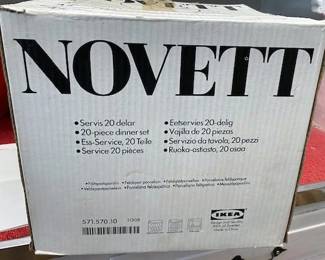 NOVETT
NOVETT
• Servis 20 delar
• 20-piece dinner set
• Ess-Service, 20 Teile
• Service 20 pièces
• Eetservies 20-delig
• Vajilla de 20 piezas
• Servizio da tavola, 20 pezzi
• Ruoka-astiasto, 20 osaa
571.570.10
IKEA